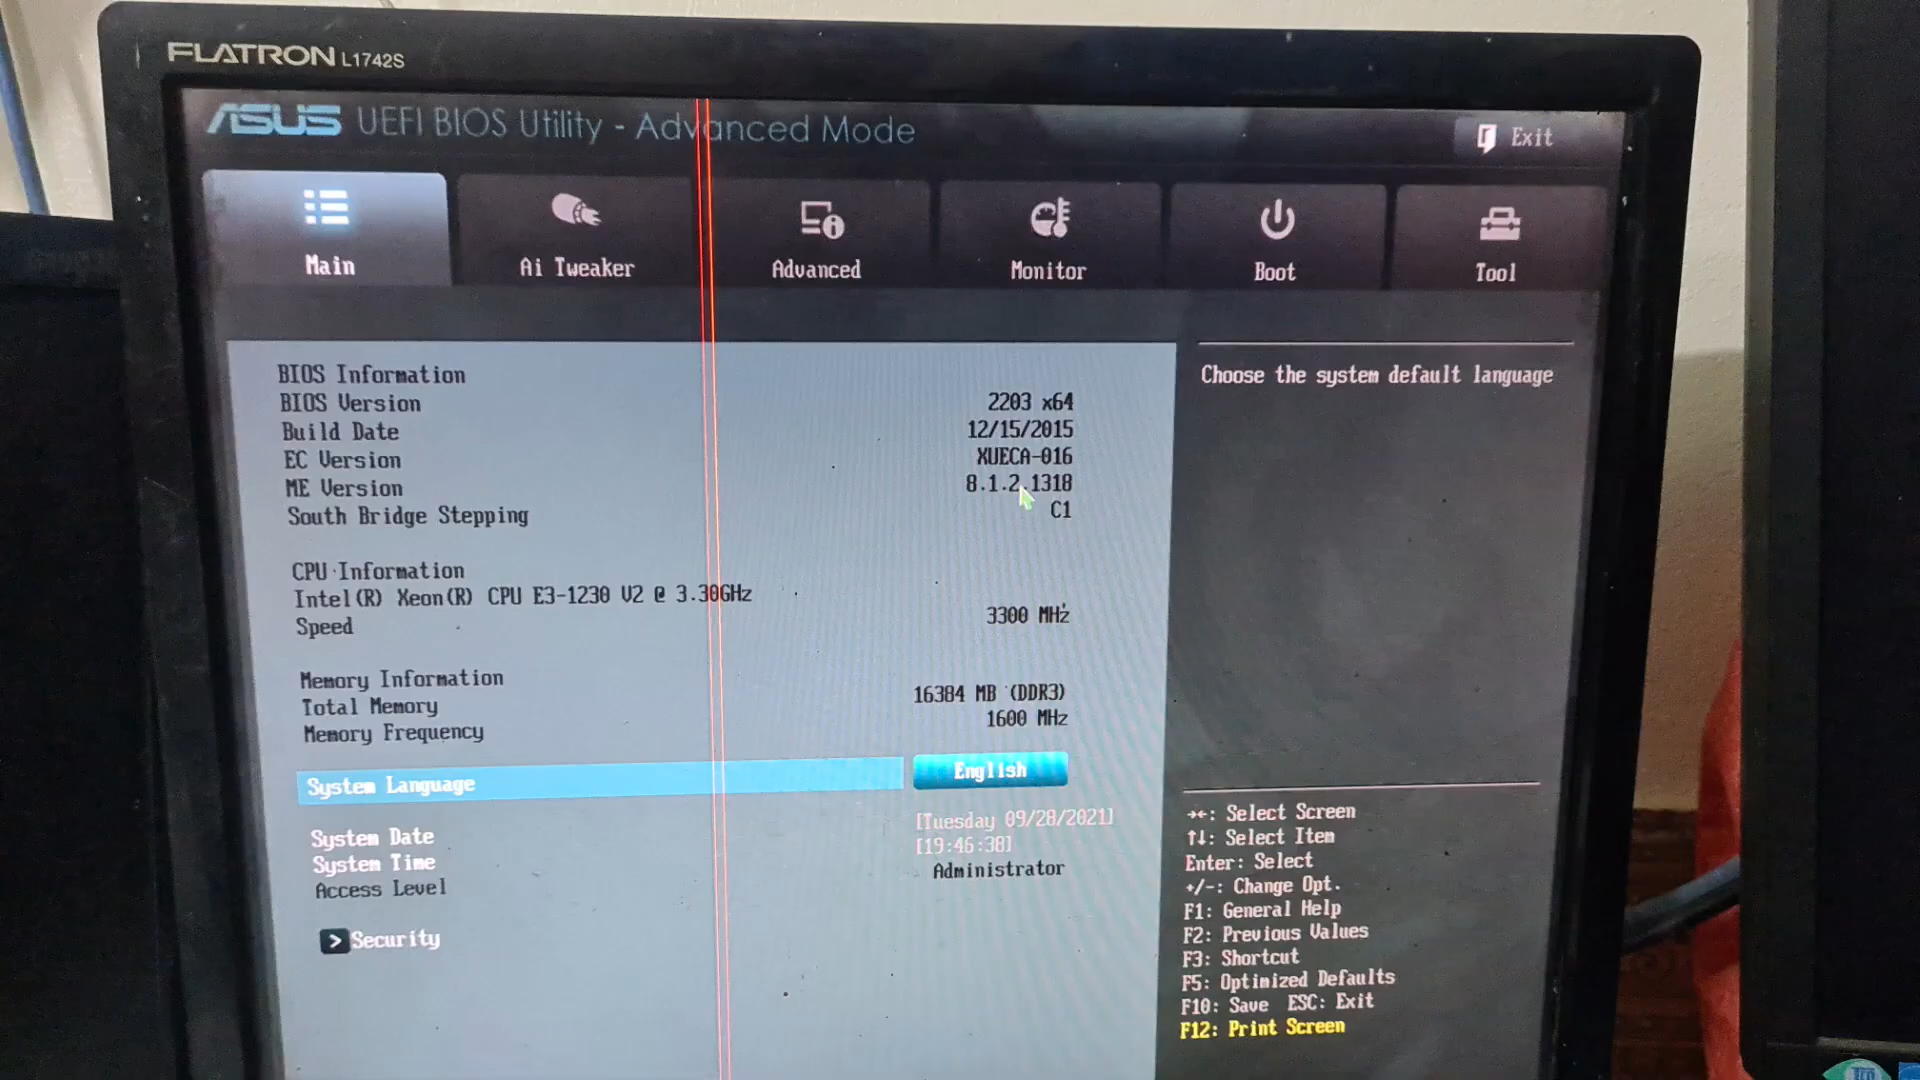 FLATRON L1742S
ASUS UEFI BIOS Utility - Advanced Mode
Exit
Main
Ai Tweaker
Advanced
Monitor
Boot
Tool
BIOS Information
BIOS Version 2203 x64
Build Date 12/15/2015
EC Version XUECA-016
ME Version 8.1.2.1318
South Bridge Stepping C1
CPU Information
Intel(R) Xeon(R) CPU E3-1230 V2 @ 3.30GHz
Speed 3300 MHz
Memory Information
Total Memory 16384 MB (DDR3)
Memory Frequency 1600 MHz
System Language English
System Date [Tuesday 09/28/2021]
System Time [19:46:38]
Access Level Administrator
> Security
Choose the system default language
→←: Select Screen
↑↓: Select Item
Enter: Select
+/-: Change Opt.
F1: General Help
F2: Previous Values
F3: Shortcut
F5: Optimized Defaults
F10: Save ESC: Exit
F12: Print Screen